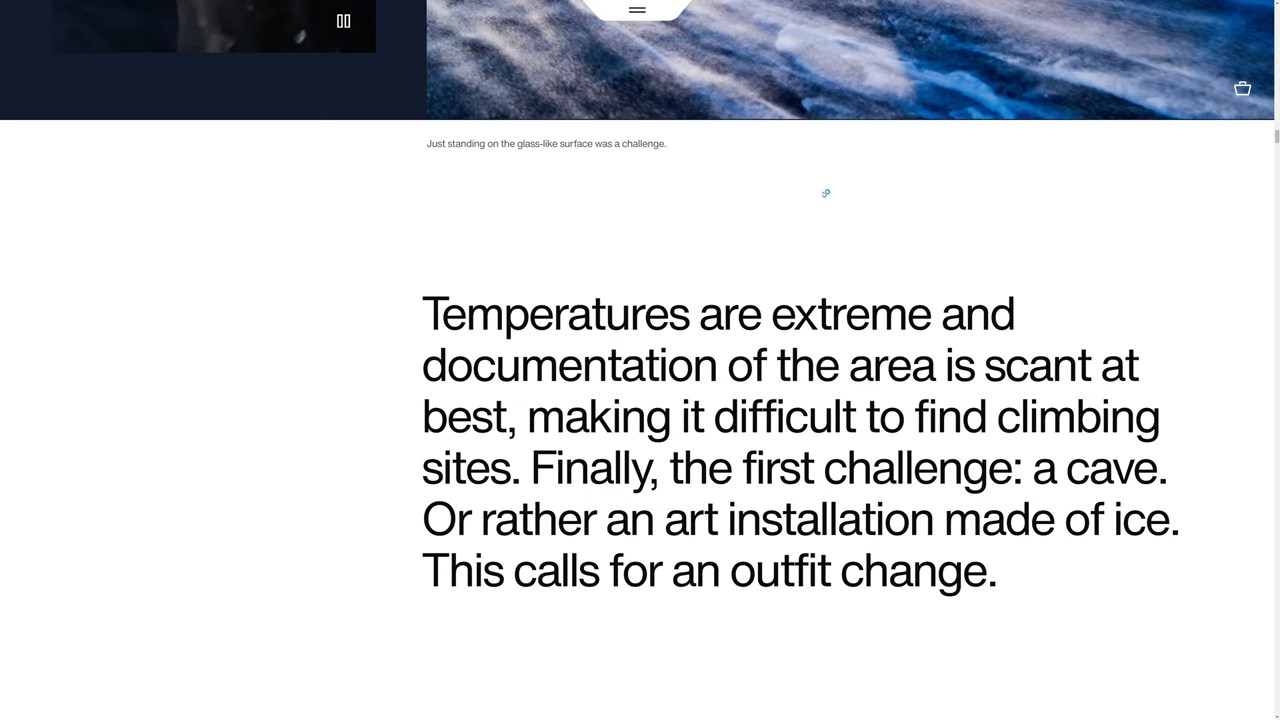 Just standing on the glass-like surface was a challenge.
Temperatures are extreme and
documentation of the area is scant at
best, making it difficult to find climbing
sites. Finally, the first challenge: a cave.
Or rather an art installation made of ice.
This calls for an outfit change.